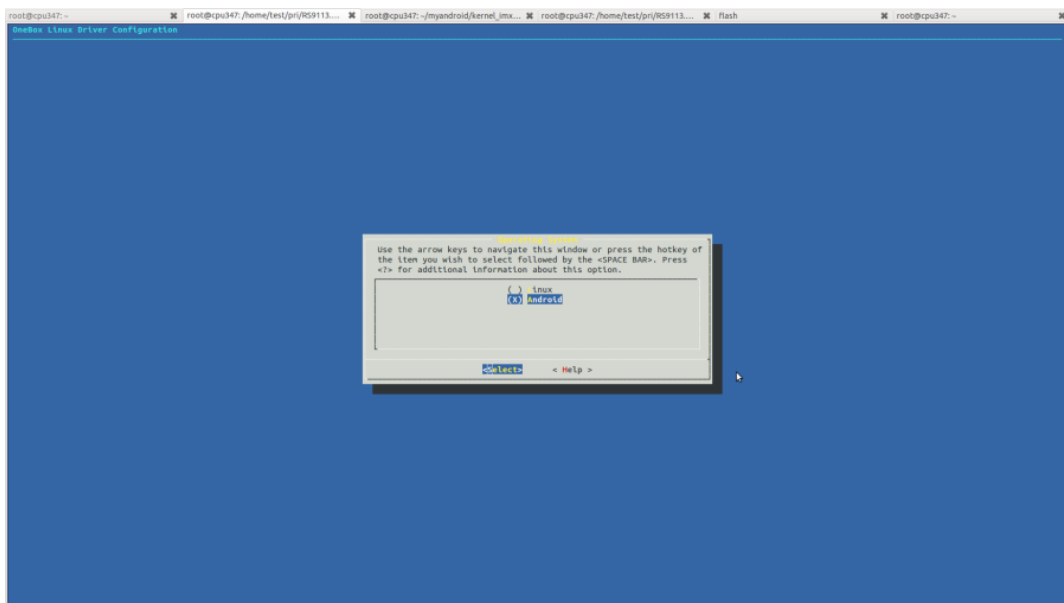 root@cpu347: ~ ✖ root@cpu347: /home/test/pri/RS9113.... ✖ root@cpu347: ~/myandroid/kernel_imx... ✖ root@cpu347: /home/test/pri/RS9113.... ✖ flash ✖ root@cpu347: ~ ✖
OneBox Linux Driver Configuration
Use the arrow keys to navigate this window or press the hotkey of
the item you wish to select followed by the <SPACE BAR>. Press
<?> for additional information about this option.
( ) Linux
(X) Android
<Select> < Help >